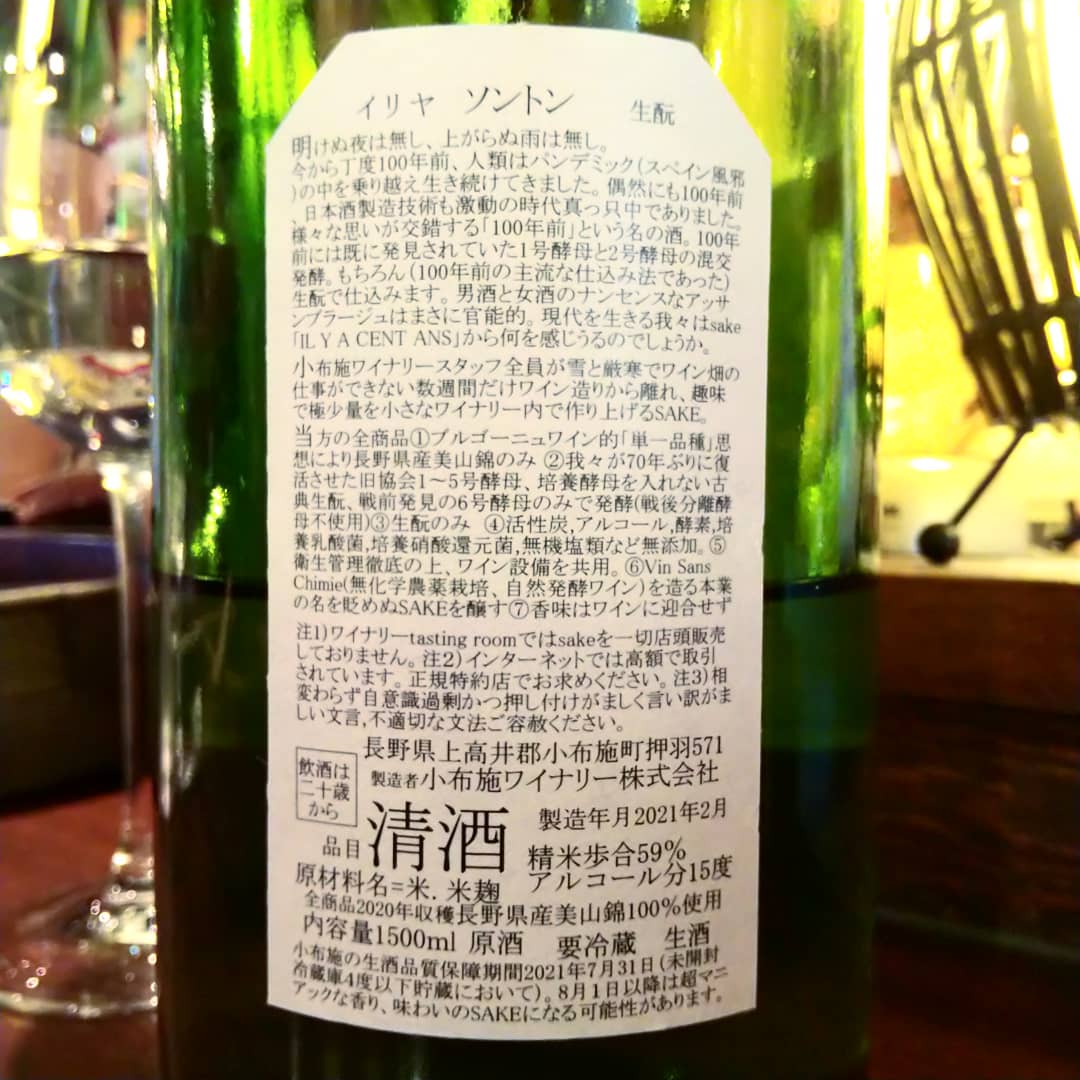 イリヤ ソントン 生酛
明けぬ夜は無し、上がらぬ雨は無し。
今から丁度100年前、人類はパンデミック(スペイン風邪
)の中を乗り越え生き続けてきました。偶然にも100年前
、日本酒製造技術も激動の時代真っ只中でありました。
様々な思いが交錯する「100年前」という名の酒。100年
前には既に発見されていた1号酵母と2号酵母の混交
発酵。もちろん(100年前の主流な仕込み法であった)
生酛で仕込みます。男酒と女酒のナンセンスなアッサ
ンブラージュはまさに官能的。現代を生きる我々はsake
「IL Y A CENT ANS」から何を感じうるのでしょうか。
小布施ワイナリースタッフ全員が雪と厳寒でワイン畑の
仕事ができない数週間だけワイン造りから離れ、趣味
で極少量を小さなワイナリー内で作り上げるSAKE。
当方の全商品①ブルゴーニュワイン的「単一品種」思
想により長野県産美山錦のみ ②我々が70年ぶりに復
活させた旧協会1～5号酵母、培養酵母を入れない古
典生酛、戦前発見の6号酵母のみで発酵(戦後分離酵
母不使用)③生酛のみ ④活性炭,アルコール,酵素,培
養乳酸菌,培養硝酸還元菌,無機塩類など無添加。⑤
衛生管理徹底の上、ワイン設備を共用。⑥Vin Sans
Chimie(無化学農薬栽培、自然発酵ワイン)を造る本業
の名を貶めぬSAKEを醸す⑦香味はワインに迎合せず
注1)ワイナリーtasting roomではsakeを一切店頭販売
しておりません。注2)インターネットでは高額で取引
されています。正規特約店でお求めください。注3)相
変わらず自意識過剰かつ押し付けがましく言い訳がま
しい文言,不適切な文法ご容赦ください。
長野県上高井郡小布施町押羽571
製造者小布施ワイナリー株式会社
飲酒は
二十歳
から
品目 清酒 製造年月2021年2月
精米歩合59%
アルコール分15度
原材料名=米.米麹
全商品2020年収穫長野県産美山錦100%使用
内容量1500ml 原酒 要冷蔵 生酒
小布施の生酒品質保障期間2021年7月31日(未開封
冷蔵庫4度以下貯蔵において)。8月1日以降は超マニ
アックな香り、味わいのSAKEになる可能性があります。